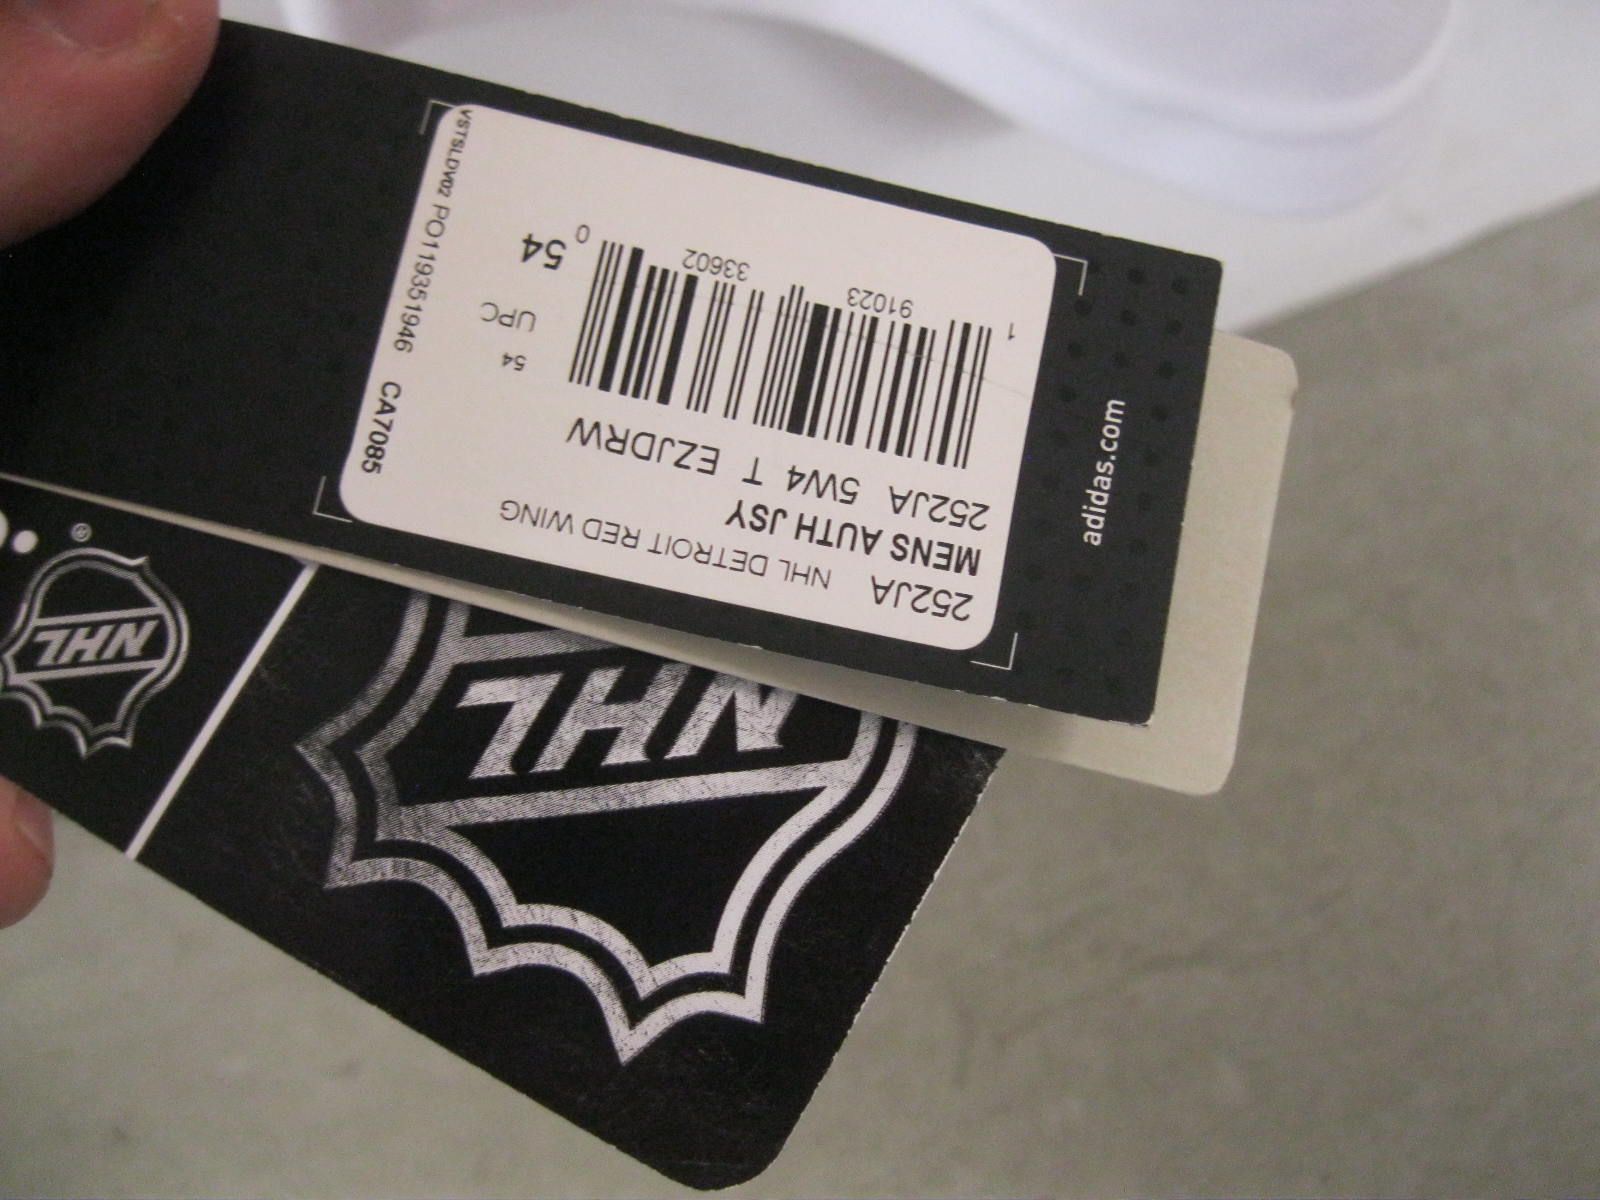 252JA NHL DETROIT RED WING
MENS AUTH JSY
252JA 5W4 T EZJDRW
1 91023 33602 0
54
UPC
54
VSTSLDV02 PO119351946 CA7085
adidas.com
NHL
NHL
®